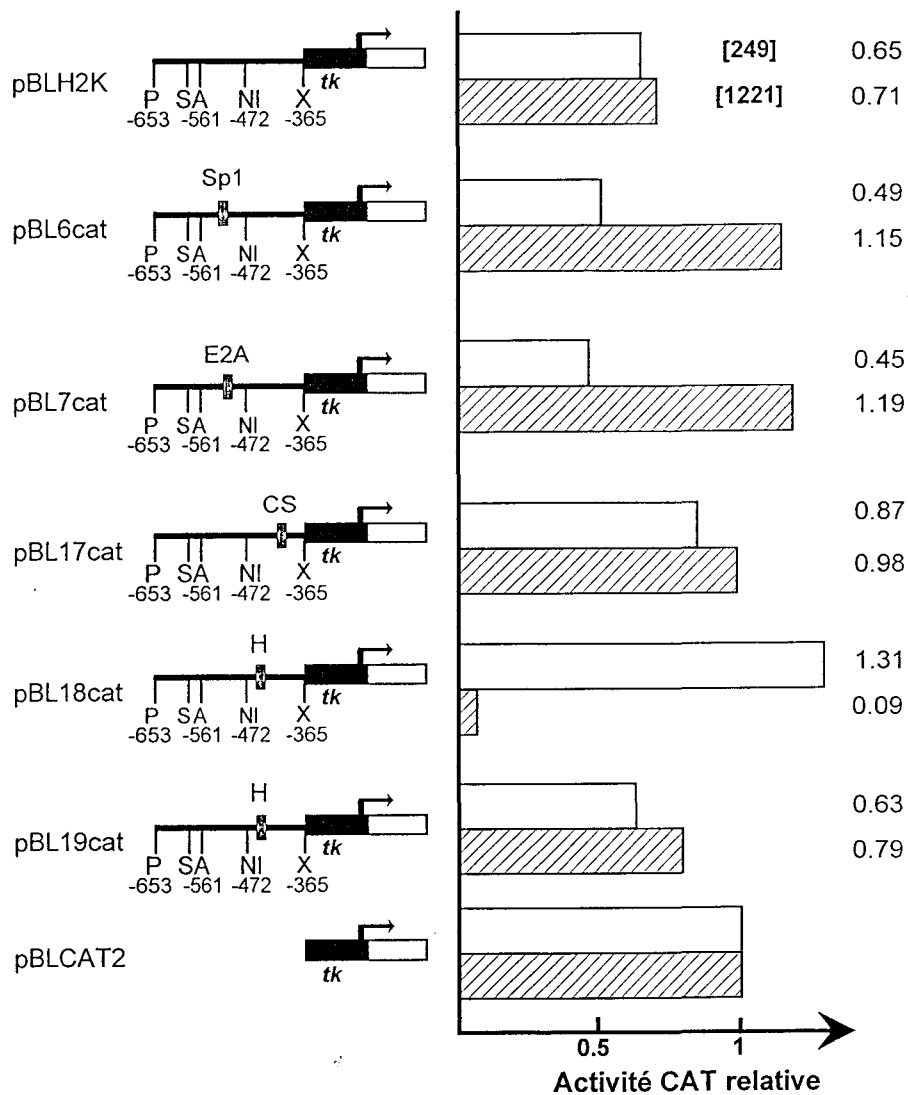 pBLH2K
tk
P SA NI X
-653 -561 -472 -365
[249] 0.65
[1221] 0.71
Sp1
pBL6cat
tk
P SA NI X
-653 -561 -472 -365
0.49
1.15
E2A
pBL7cat
tk
P SA NI X
-653 -561 -472 -365
0.45
1.19
CS
pBL17cat
tk
P SA NI X
-653 -561 -472 -365
0.87
0.98
H
pBL18cat
tk
P SA NI X
-653 -561 -472 -365
1.31
0.09
H
pBL19cat
tk
P SA NI X
-653 -561 -472 -365
0.63
0.79
pBLCAT2
tk
0.5 1
Activité CAT relative